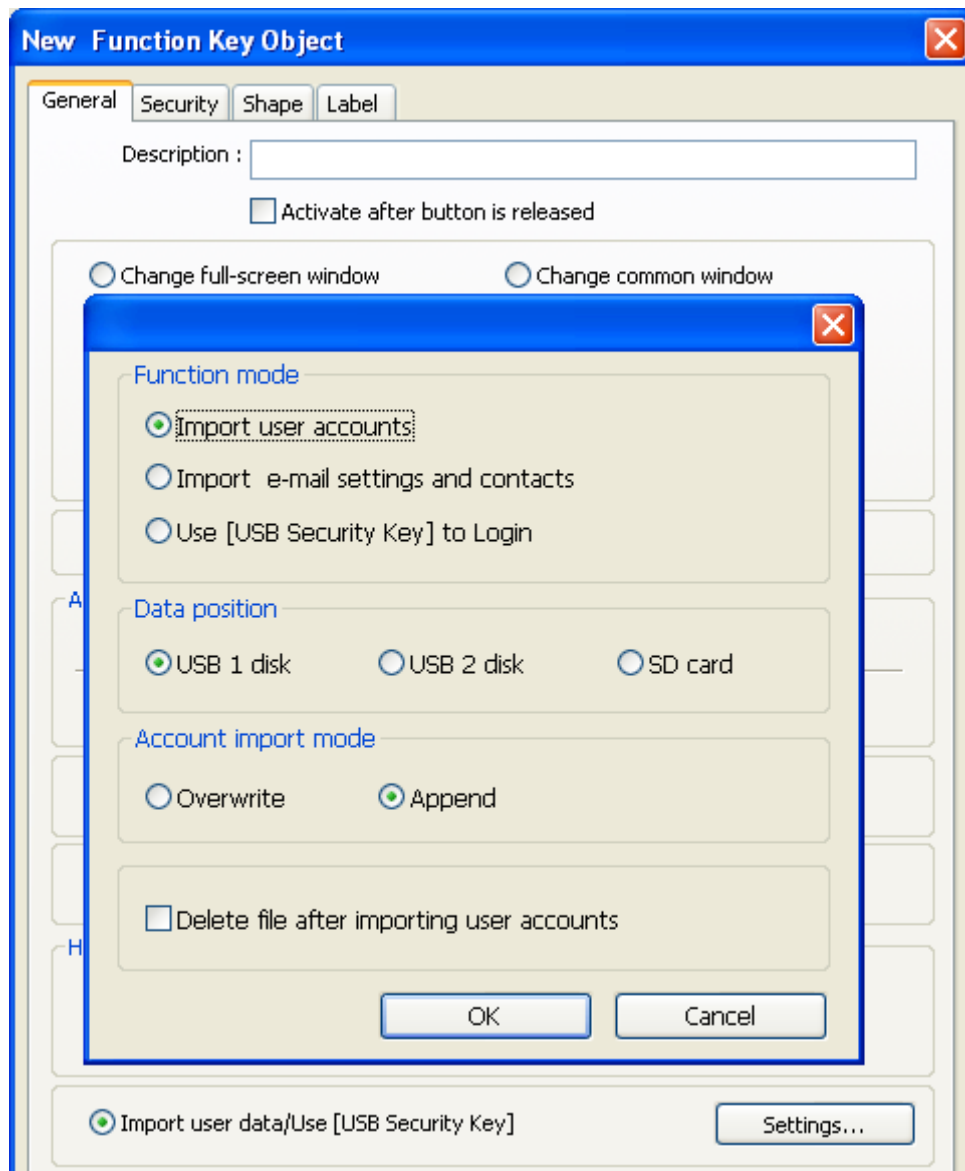 New Function Key Object
General Security Shape Label
Description :
Activate after button is released
Change full-screen window Change common window
Function mode
Import user accounts
Import e-mail settings and contacts
Use [USB Security Key] to Login
A
Data position
USB 1 disk USB 2 disk SD card
Account import mode
Overwrite Append
Delete file after importing user accounts
H
OK Cancel
Import user data/Use [USB Security Key] Settings...